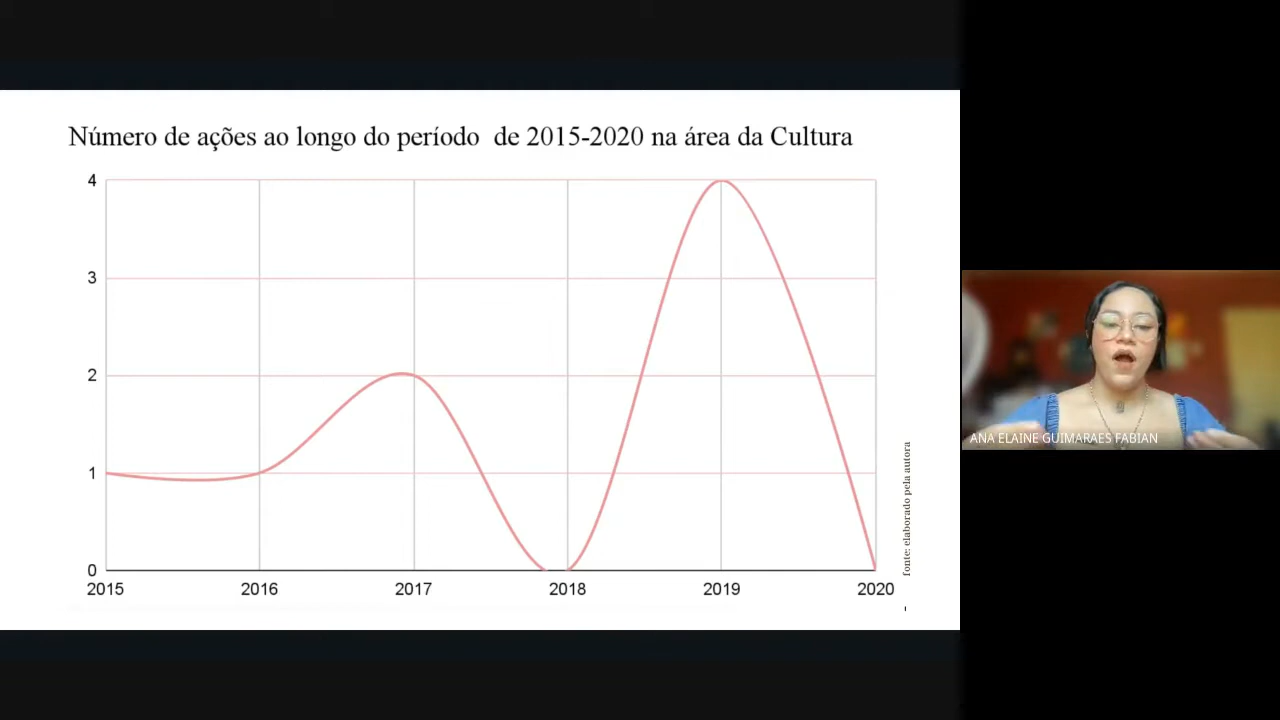 Número de ações ao longo do período de 2015-2020 na área da Cultura
4
3
2
1
0
2015 2016 2017 2018 2019 2020
fonte: elaborado pela autora
ANA ELAINE GUIMARAES FABIAN